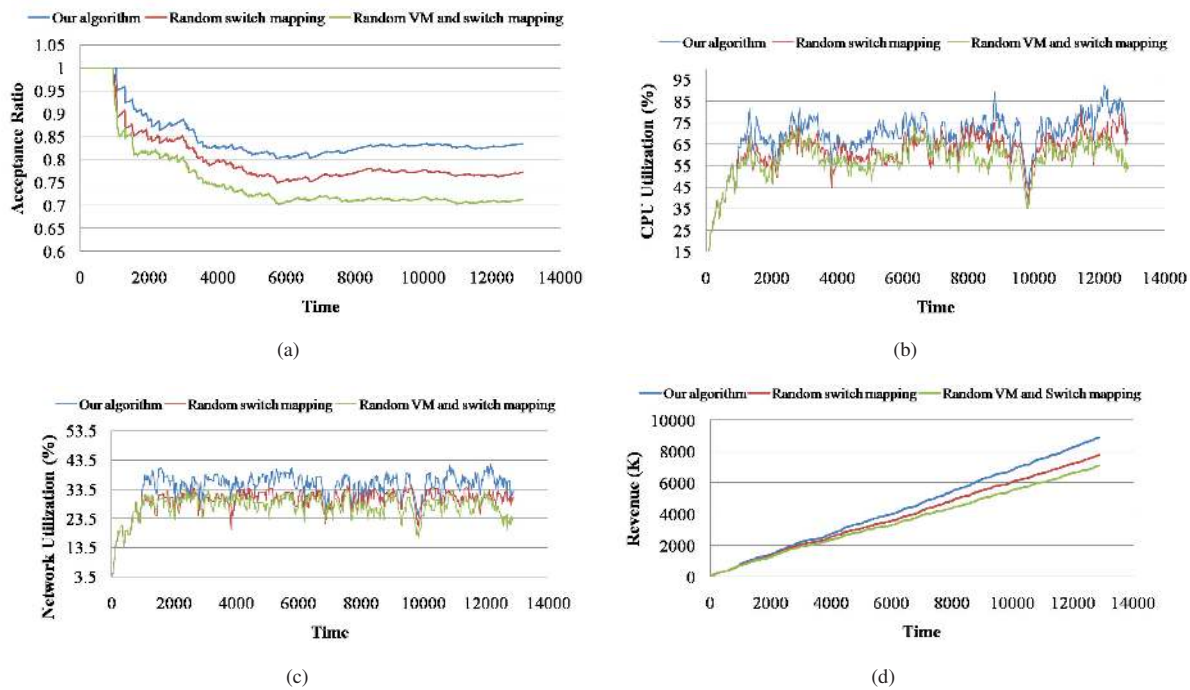 Our algorithm Random switch mapping Random VM and switch mapping
1.05
1
0.95
0.9
0.85
0.8
0.75
0.7
0.65
0.6
Acceptance Ratio
0 2000 4000 6000 8000 10000 12000 14000
Time
(a)
Our algorithm Random switch mapping Random VM and switch mapping
95
85
75
65
55
45
35
25
15
CPU Utilization (%)
0 2000 4000 6000 8000 10000 12000 14000
Time
(b)
Our algorithm Random switch mapping Random VM and switch mapping
53.5
43.5
33.5
23.5
13.5
3.5
Network Utilization (%)
0 2000 4000 6000 8000 10000 12000 14000
Time
(c)
Our algorithm Random switch mapping Random VM and Switch mapping
10000
8000
6000
4000
2000
0
Revenue (K)
0 2000 4000 6000 8000 10000 12000 14000
Time
(d)